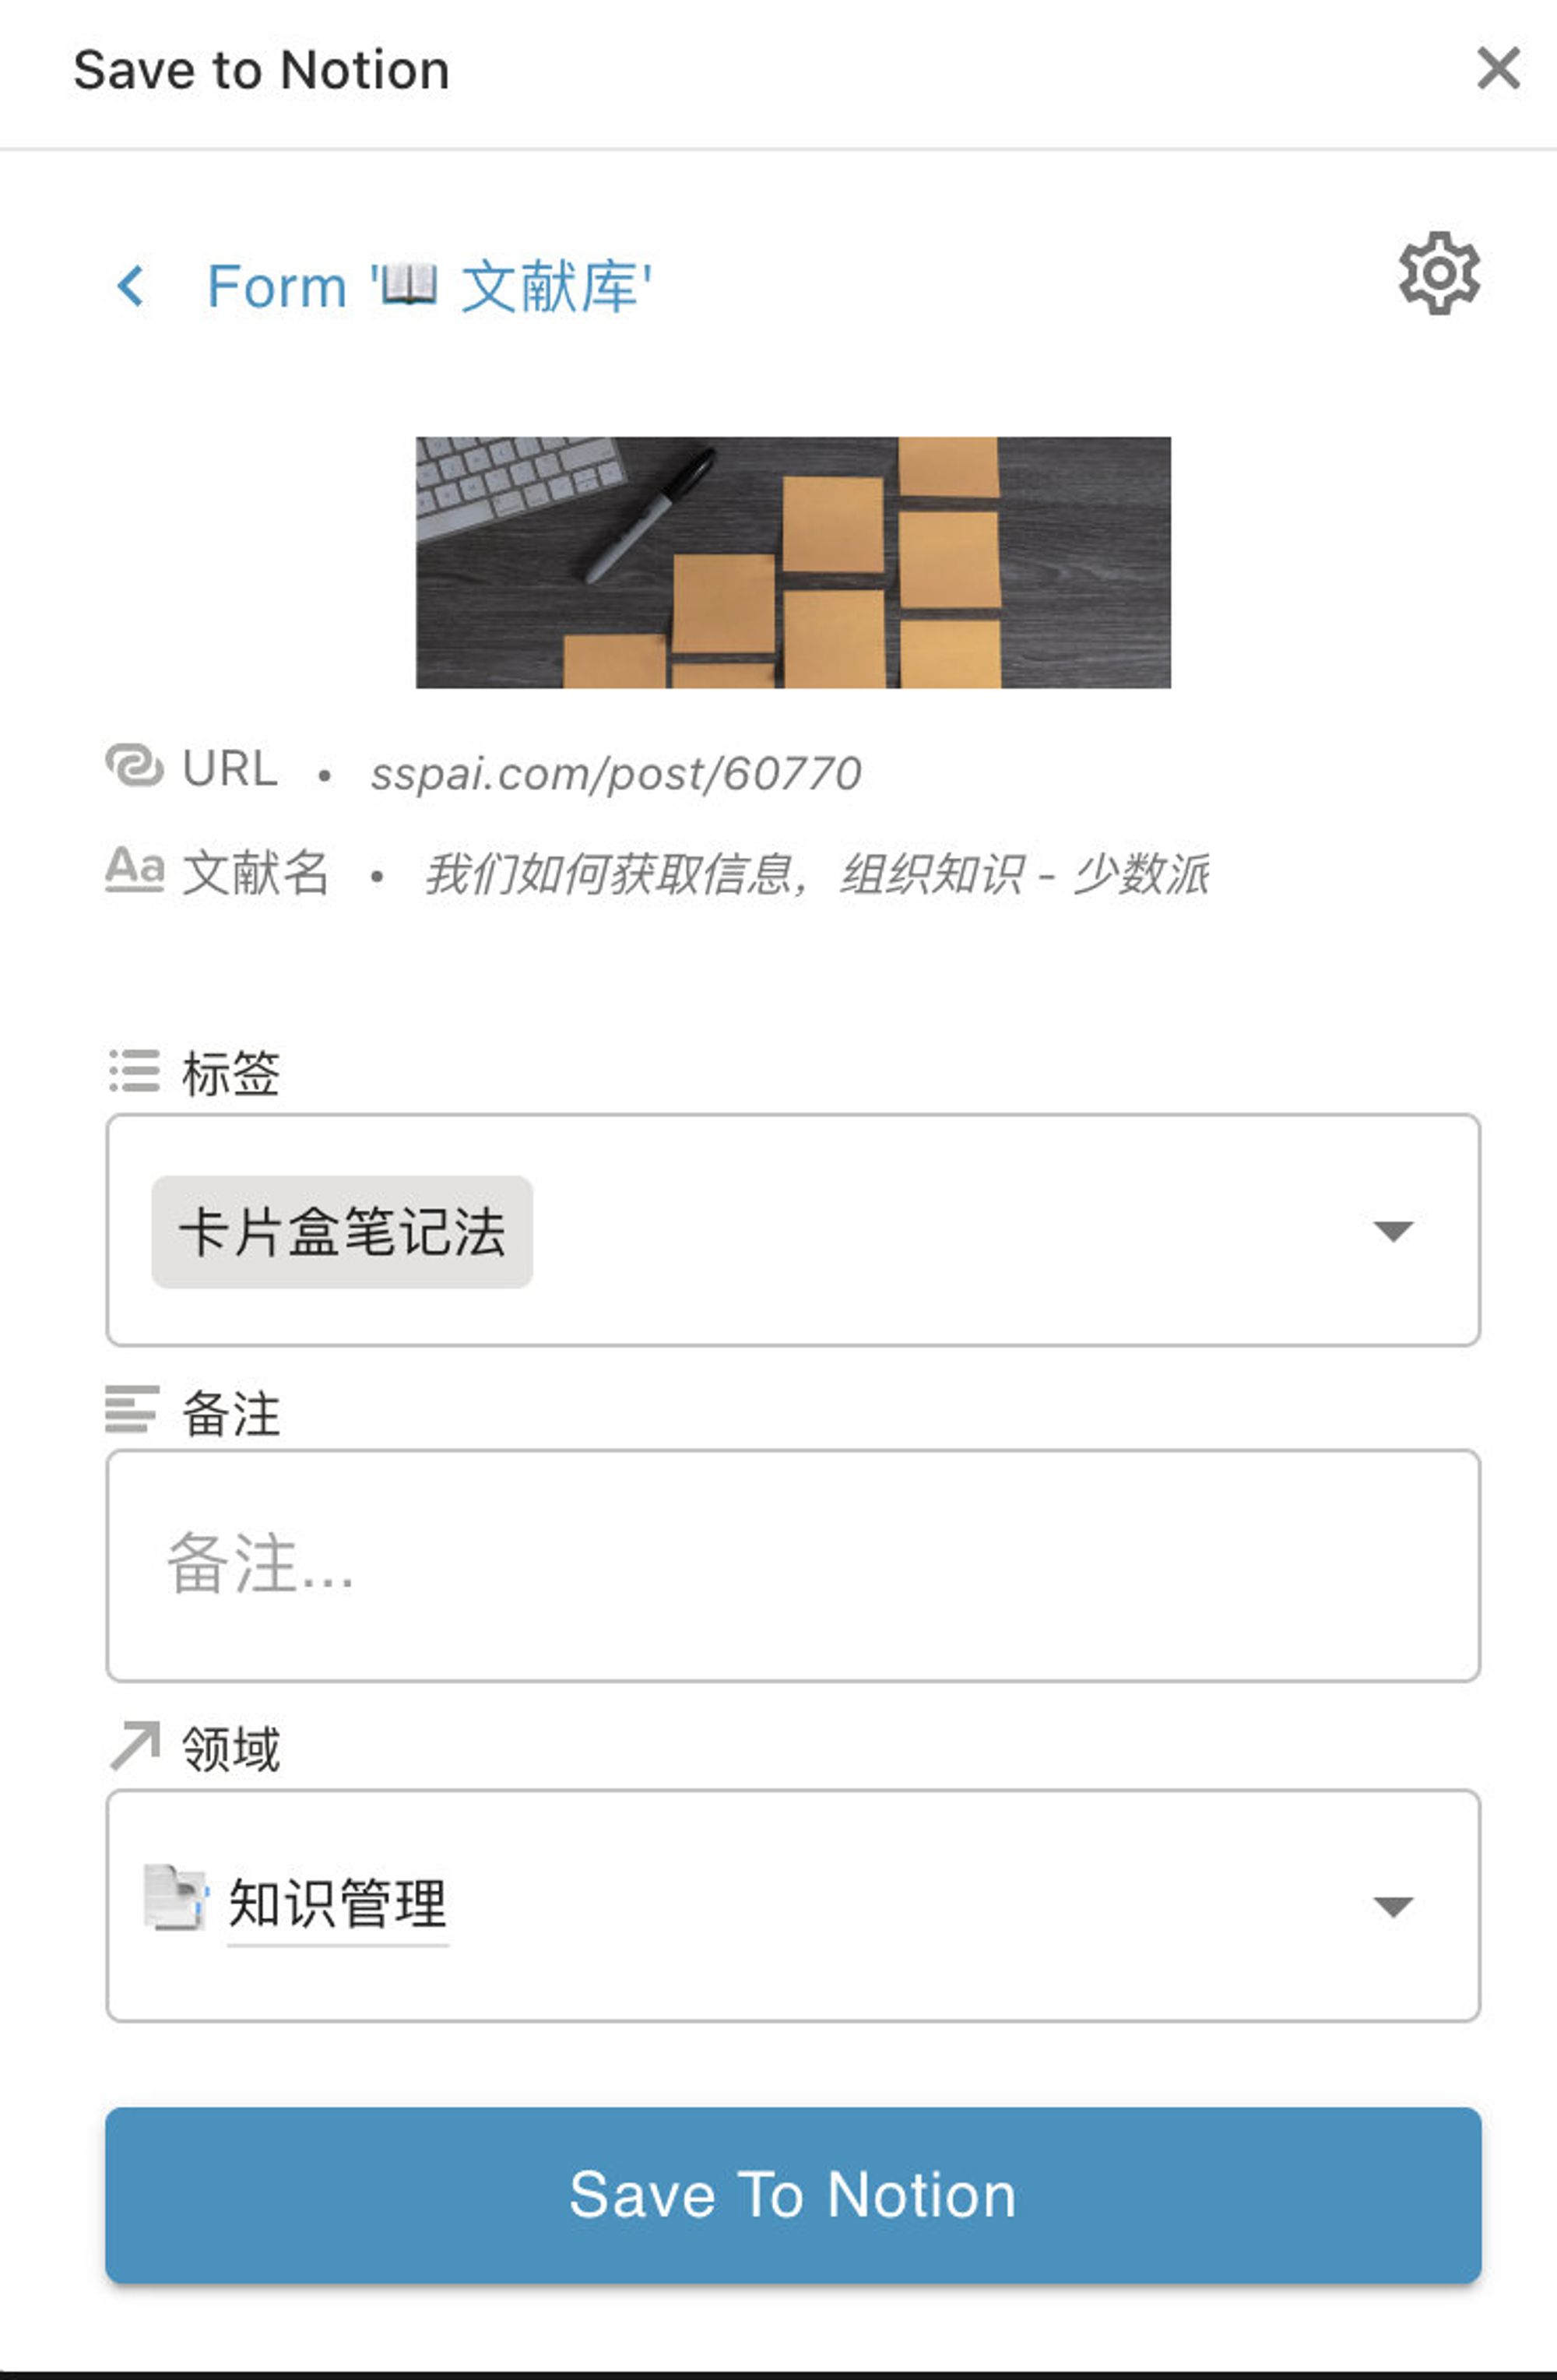 Save to Notion
Form '📖 文献库'
URL • sspai.com/post/60770
Aa 文献名 • 我们如何获取信息，组织知识 - 少数派
标签
卡片盒笔记法
备注
备注...
领域
知识管理
Save To Notion